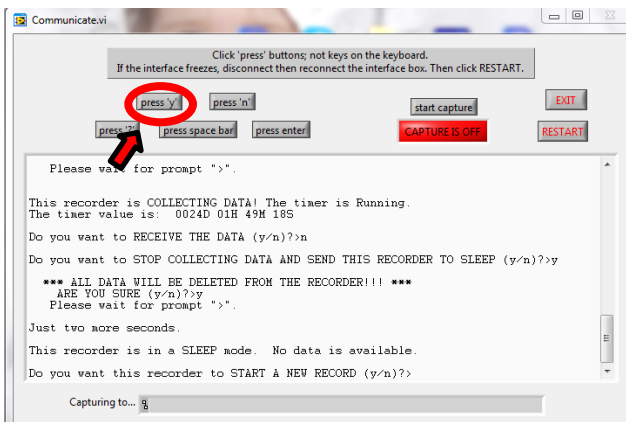 Communicate.vi
Click 'press' buttons; not keys on the keyboard.
If the interface freezes, disconnect then reconnect the interface box. Then click RESTART.
press 'y'
press 'n'
start capture
EXIT
press '?'
press space bar
press enter
CAPTURE IS OFF
RESTART
Please wait for prompt ">".
This recorder is COLLECTING DATA! The timer is Running.
The timer value is: 0024D 01H 49M 18S
Do you want to RECEIVE THE DATA (y/n)?>n
Do you want to STOP COLLECTING DATA AND SEND THIS RECORDER TO SLEEP (y/n)?>y
*** ALL DATA WILL BE DELETED FROM THE RECORDER!!! ***
ARE YOU SURE (y/n)?>y
Please wait for prompt ">".
Just two more seconds.
This recorder is in a SLEEP mode. No data is available.
Do you want this recorder to START A NEW RECORD (y/n)?>
Capturing to...